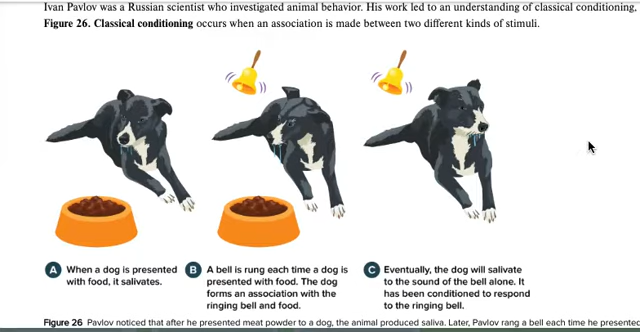 Ivan Pavlov was a Russian scientist who investigated animal behavior. His work led to an understanding of classical conditioning,
Figure 26. Classical conditioning occurs when an association is made between two different kinds of stimuli.
A When a dog is presented
with food, it salivates.
B A bell is rung each time a dog is
presented with food. The dog
forms an association with the
ringing bell and food.
C Eventually, the dog will salivate
to the sound of the bell alone. It
has been conditioned to respond
to the ringing bell.
Figure 26 Pavlov noticed that after he presented meat powder to a dog, the animal produced saliva. Later, Pavlov rang a bell each time he presented